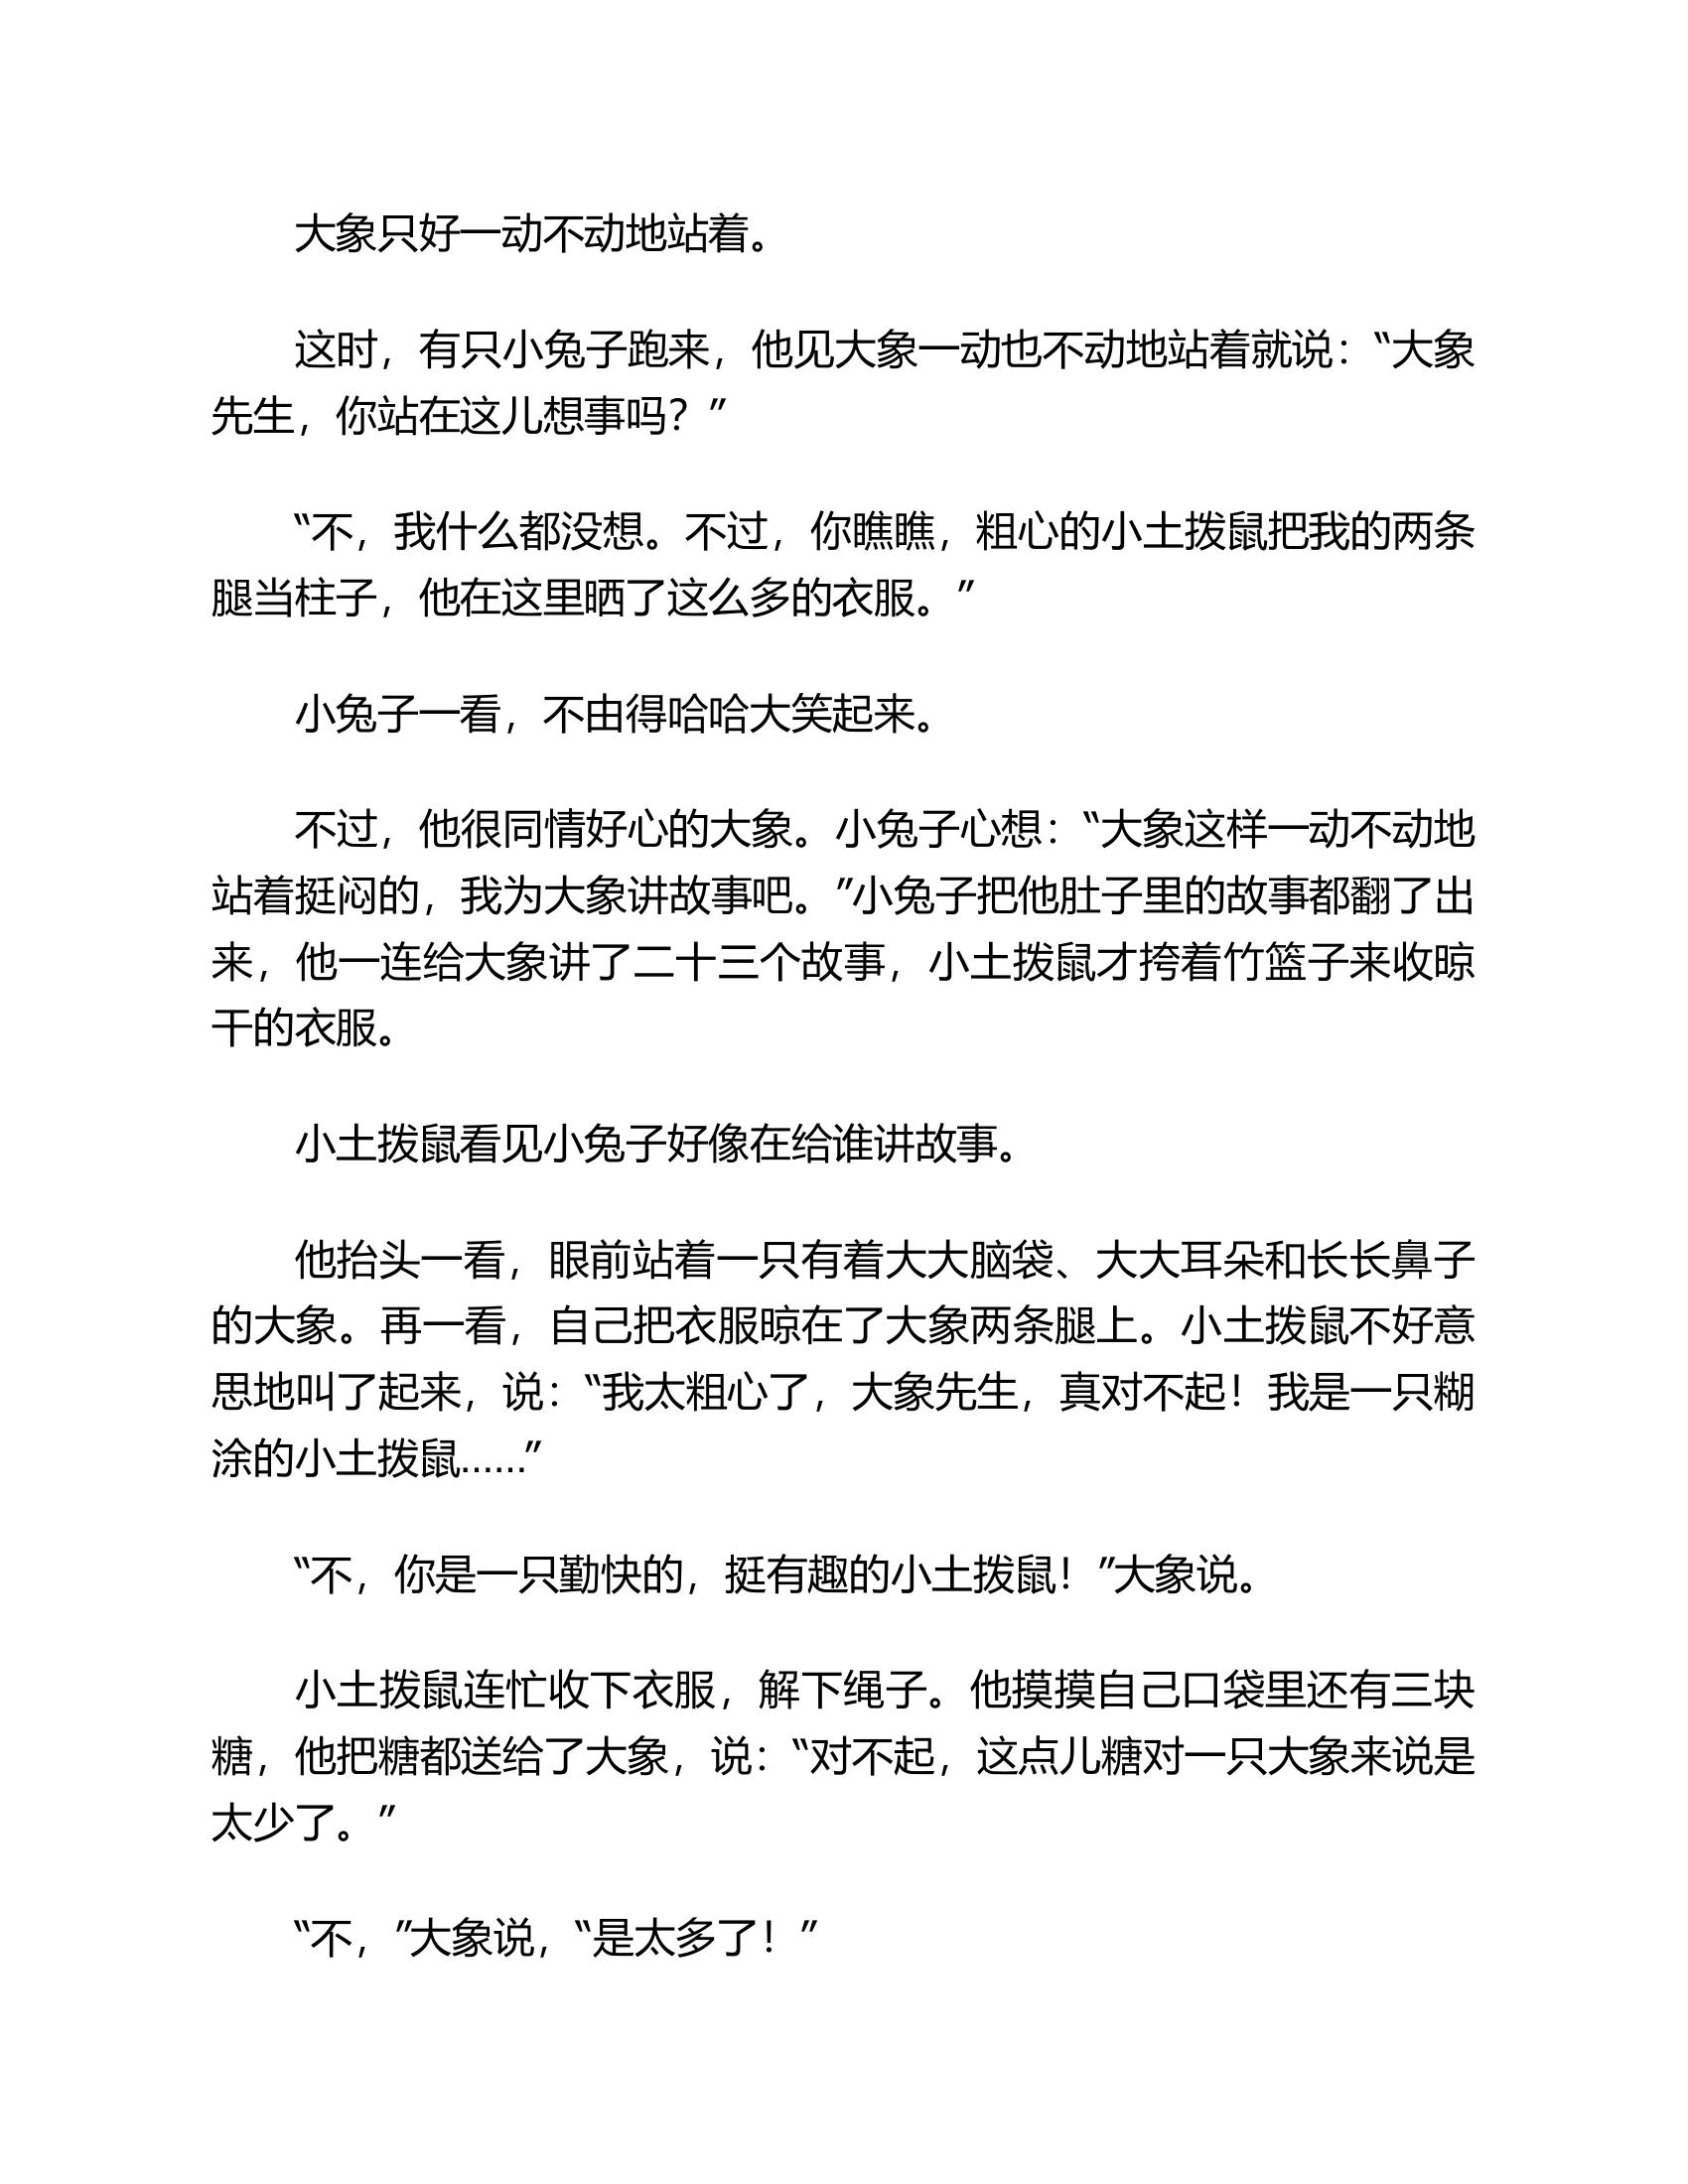 大象只好一动不动地站着。
这时，有只小兔子跑来，他见大象一动也不动地站着就说：“大象
先生，你站在这儿想事吗？”
“不，我什么都没想。不过，你瞧瞧，粗心的小土拨鼠把我的两条
腿当柱子，他在这里晒了这么多的衣服。”
小兔子一看，不由得哈哈大笑起来。
不过，他很同情好心的大象。小兔子心想：“大象这样一动不动地
站着挺闷的，我为大象讲故事吧。”小兔子把他肚子里的故事都翻了出
来，他一连给大象讲了二十三个故事，小土拨鼠才挎着竹篮子来收晾
干的衣服。
小土拨鼠看见小兔子好像在给谁讲故事。
他抬头一看，眼前站着一只有着大大脑袋、大大耳朵和长长鼻子
的大象。再一看，自己把衣服晾在了大象两条腿上。小土拨鼠不好意
思地叫了起来，说：“我太粗心了，大象先生，真对不起！我是一只糊
涂的小土拨鼠……”
“不，你是一只勤快的，挺有趣的小土拨鼠！”大象说。
小土拨鼠连忙收下衣服，解下绳子。他摸摸自己口袋里还有三块
糖，他把糖都送给了大象，说：“对不起，这点儿糖对一只大象来说是
太少了。”
“不，”大象说，“是太多了！”